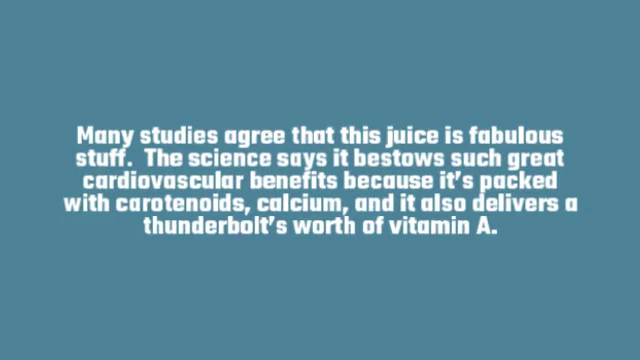 Many studies agree that this juice is fabulous
stuff.  The science says it bestows such great
cardiovascular benefits because it's packed
with carotenoids, calcium, and it also delivers a
thunderbolt's worth of vitamin A.